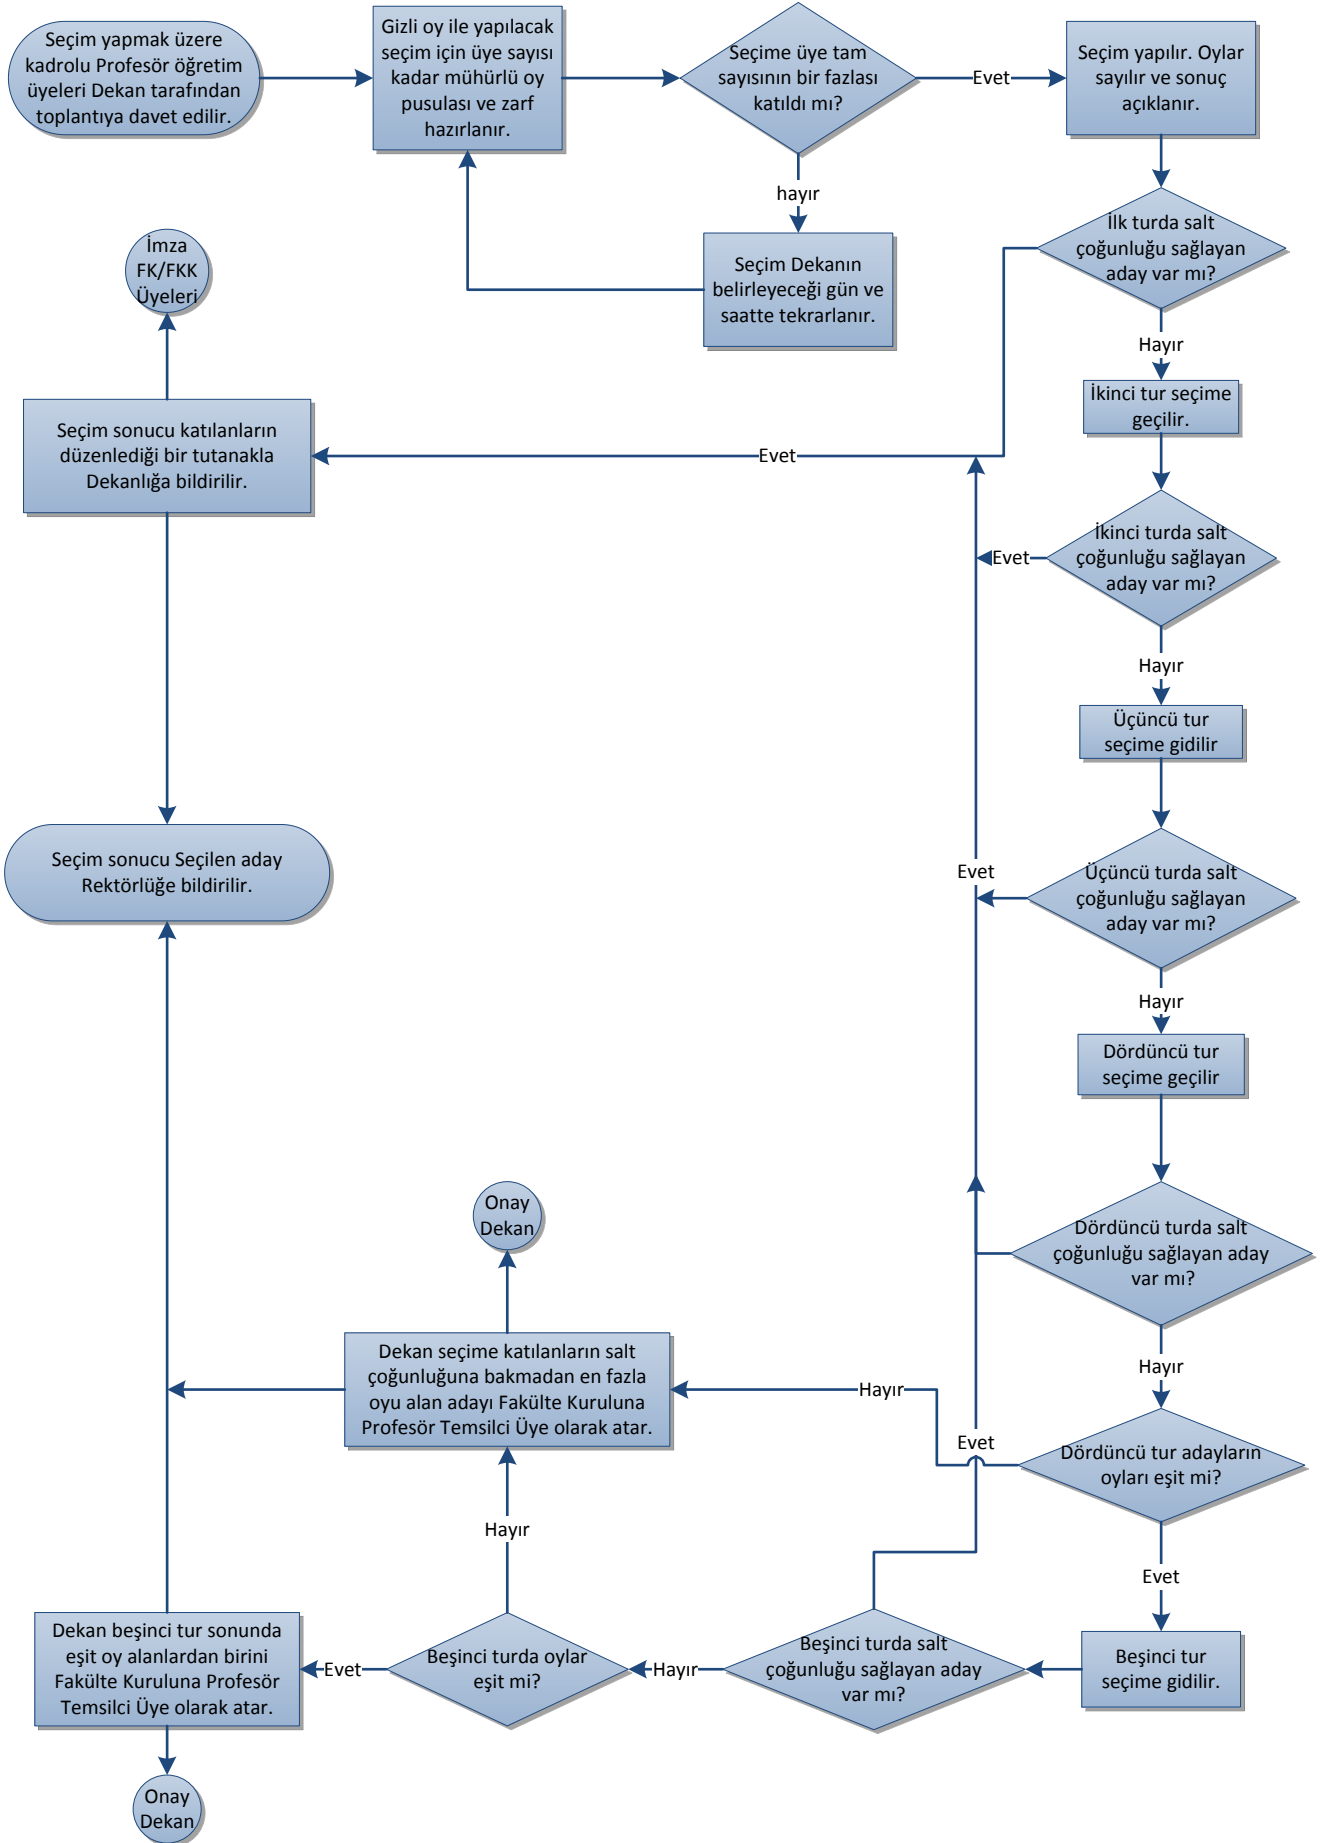 Seçim yapmak üzere
kadrolu Profesör öğretim
üyeleri Dekan tarafından
toplantıya davet edilir.
Gizli oy ile yapılacak
seçim için üye sayısı
kadar mühürlü oy
pusulası ve zarf
hazırlanır.
Seçime üye tam
sayısının bir fazlası
katıldı mı?
Evet
Seçim yapılır. Oylar
sayılır ve sonuç
açıklanır.
hayır
Seçim Dekanın
belirleyeceği gün ve
saatte tekrarlanır.
İlk turda salt
çoğunluğu sağlayan
aday var mı?
İmza
FK/FKK
Üyeleri
Hayır
İkinci tur seçime
geçilir.
Seçim sonucu katılanların
düzenlediği bir tutanakla
Dekanlığa bildirilir.
Evet
İkinci turda salt
çoğunluğu sağlayan
aday var mı?
Evet
Hayır
Üçüncü tur
seçime gidilir
Seçim sonucu Seçilen aday
Rektörlüğe bildirilir.
Evet
Üçüncü turda salt
çoğunluğu sağlayan
aday var mı?
Hayır
Dördüncü tur
seçime geçilir
Onay
Dekan
Dördüncü turda salt
çoğunluğu sağlayan aday
var mı?
Hayır
Dekan seçime katılanların salt
çoğunluğuna bakmadan en fazla
oyu alan adayı Fakülte Kuruluna
Profesör Temsilci Üye olarak atar.
Hayır
Evet
Dördüncü tur adayların
oyları eşit mi?
Hayır
Evet
Dekan beşinci tur sonunda
eşit oy alanlardan birini
Fakülte Kuruluna Profesör
Temsilci Üye olarak atar.
Evet
Beşinci turda oylar
eşit mi?
Hayır
Beşinci turda salt
çoğunluğu sağlayan aday
var mı?
Beşinci tur
seçime gidilir.
Onay
Dekan